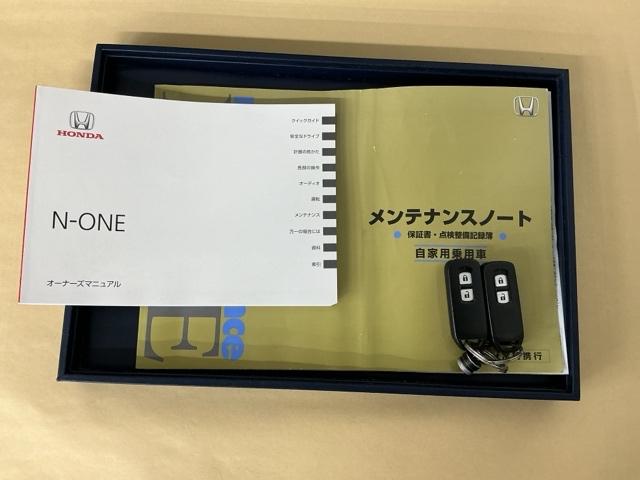 HONDA
N-ONE
オーナーズマニュアル
クイックガイド
安全なドライブ
計器の見かた
各部の操作
オーディオ
運転
メンテナンス
万一の場合には
資料
索引
メンテナンスノート
保証書・点検整備記録簿
自家用乗用車
携行
nce
E